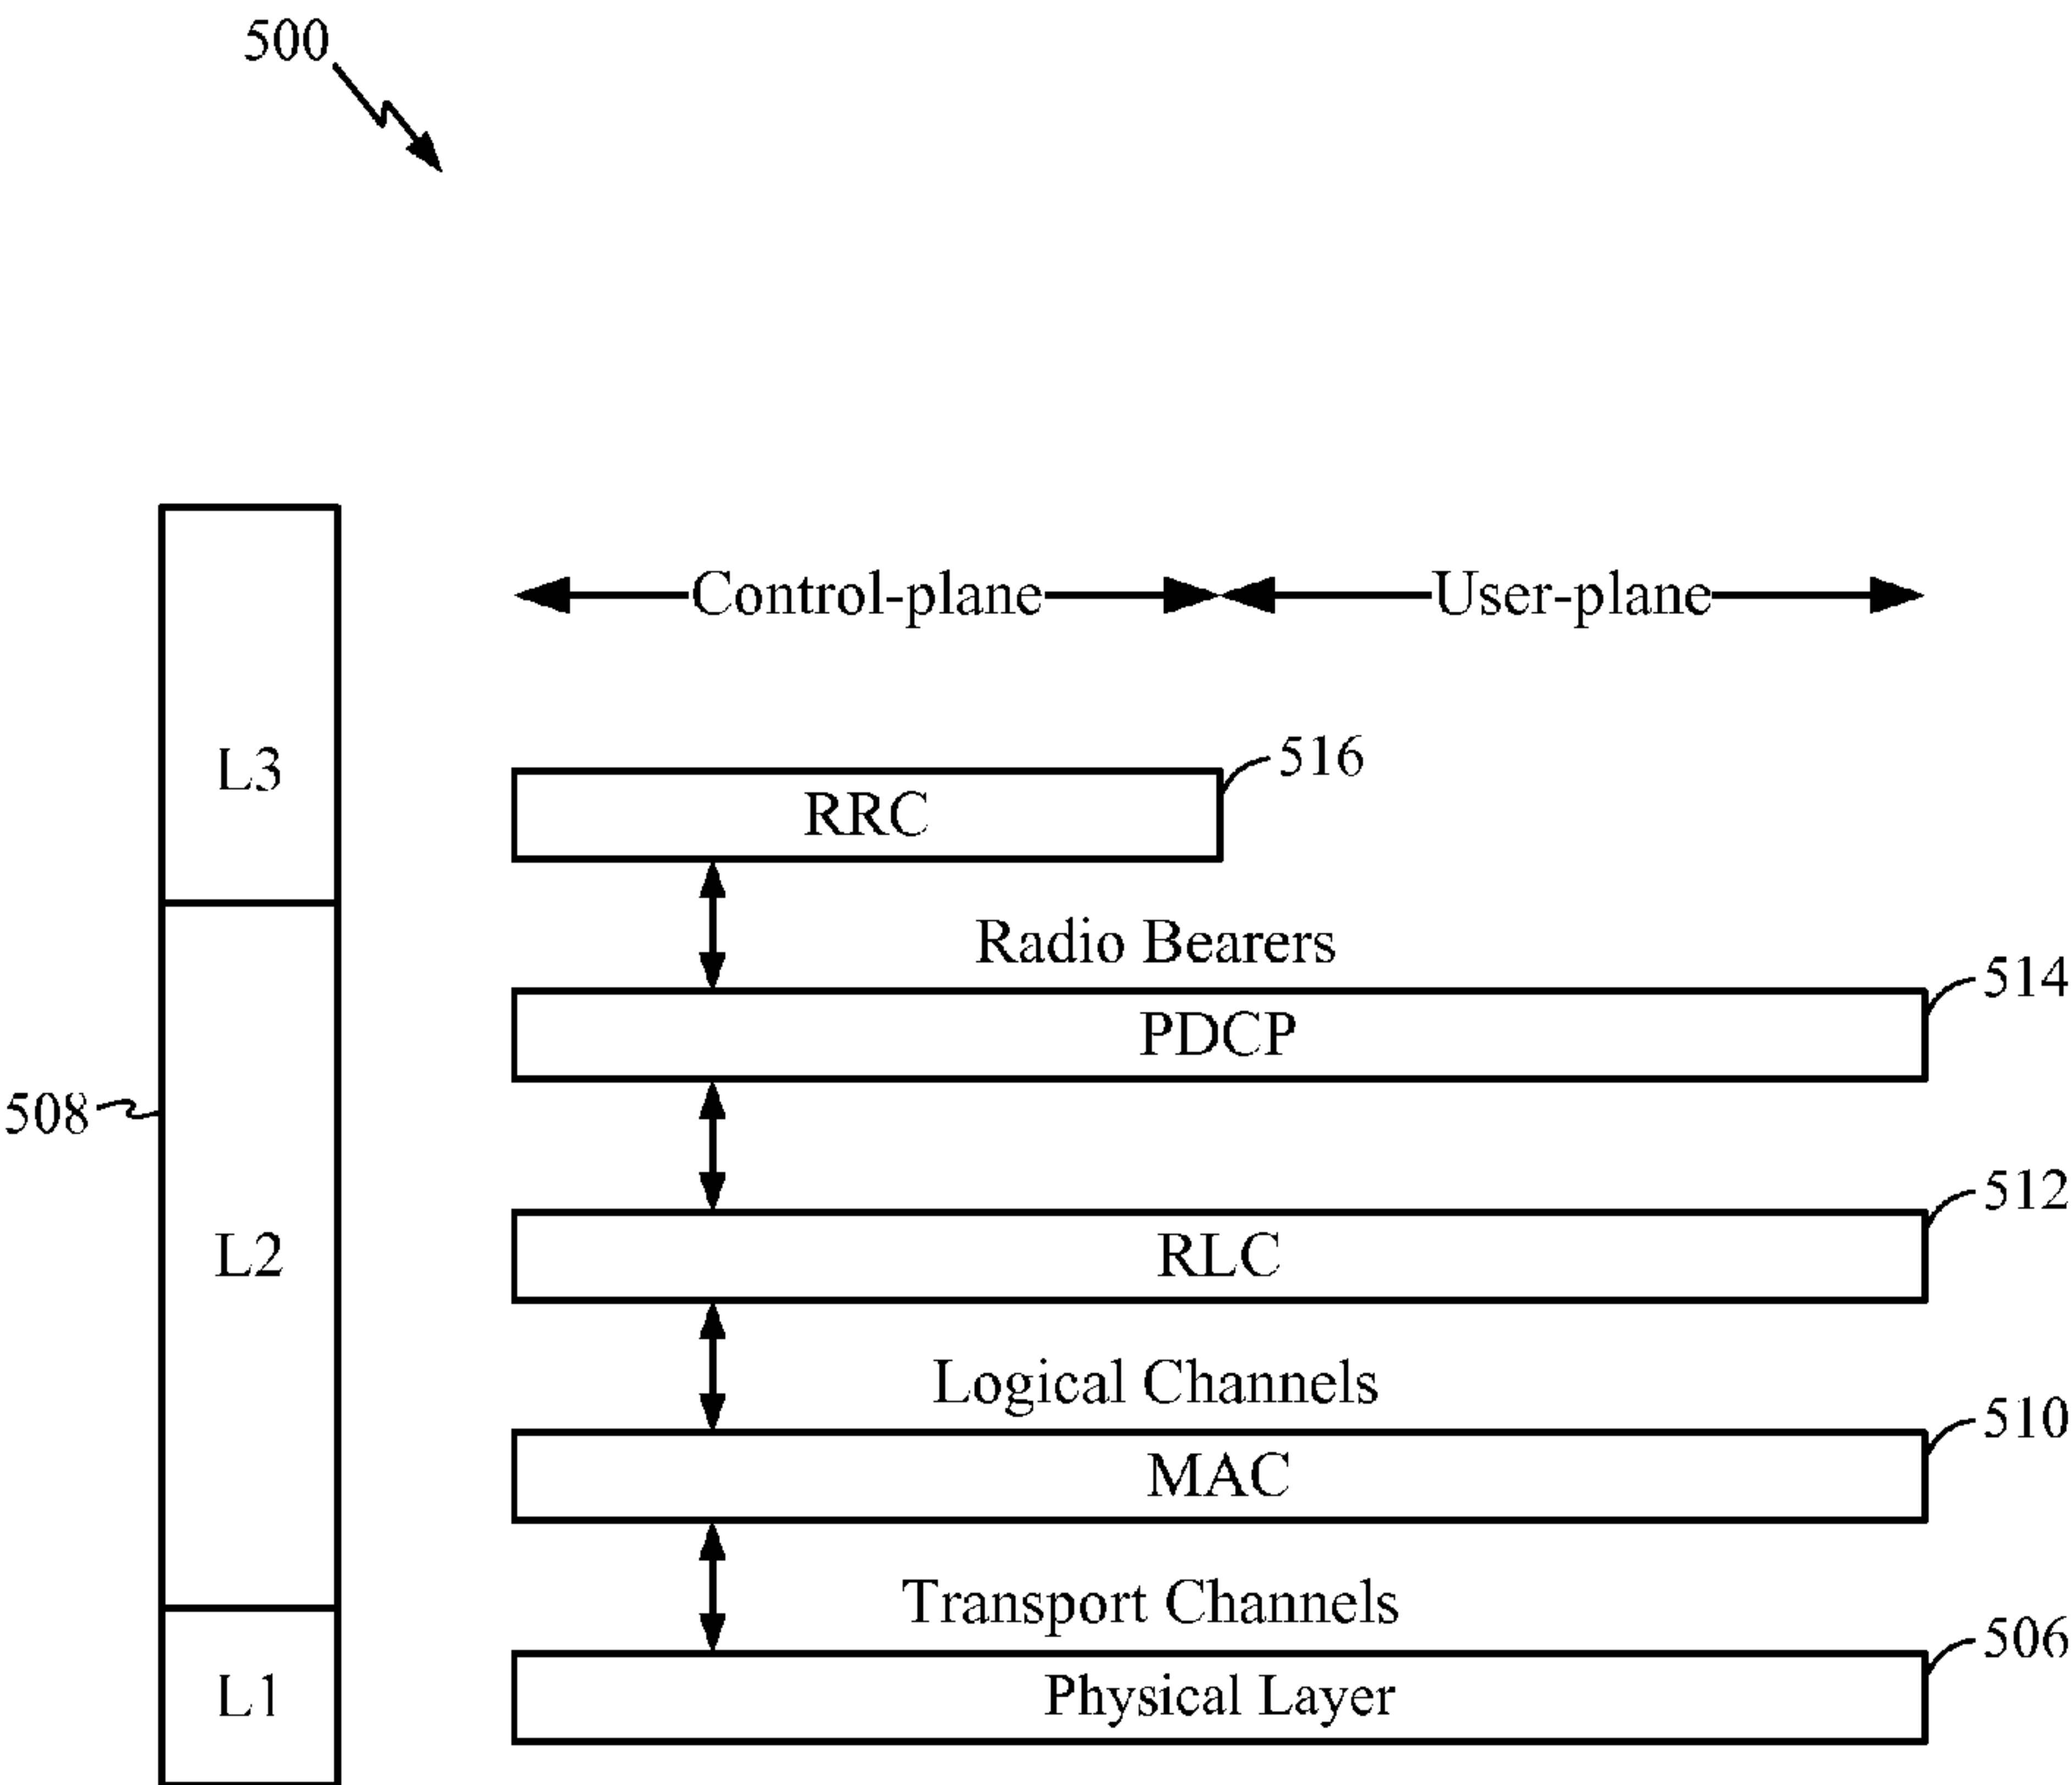 500
Control-plane
User-plane
L3
516
RRC
Radio Bearers
514
PDCP
508
512
L2
RLC
Logical Channels
510
MAC
Transport Channels
506
L1
Physical Layer